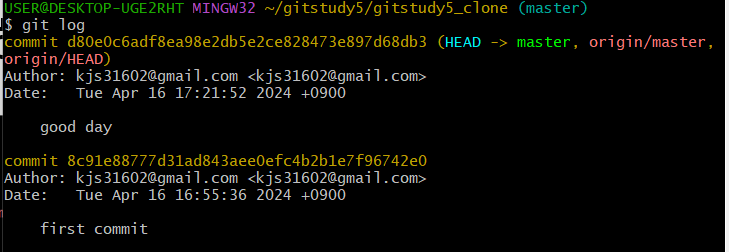 USER@DESKTOP-UGE2RHT MINGW32 ~/gitstudy5/gitstudy5_clone (master)
$ git log
commit d80e0c6adf8ea98e2db5e2ce828473e897d68db3 (HEAD -> master, origin/master,
origin/HEAD)
Author: kjs31602@gmail.com <kjs31602@gmail.com>
Date:   Tue Apr 16 17:21:52 2024 +0900

    good day

commit 8c91e88777d31ad843aee0efc4b2b1e7f96742e0
Author: kjs31602@gmail.com <kjs31602@gmail.com>
Date:   Tue Apr 16 16:55:36 2024 +0900

    first commit